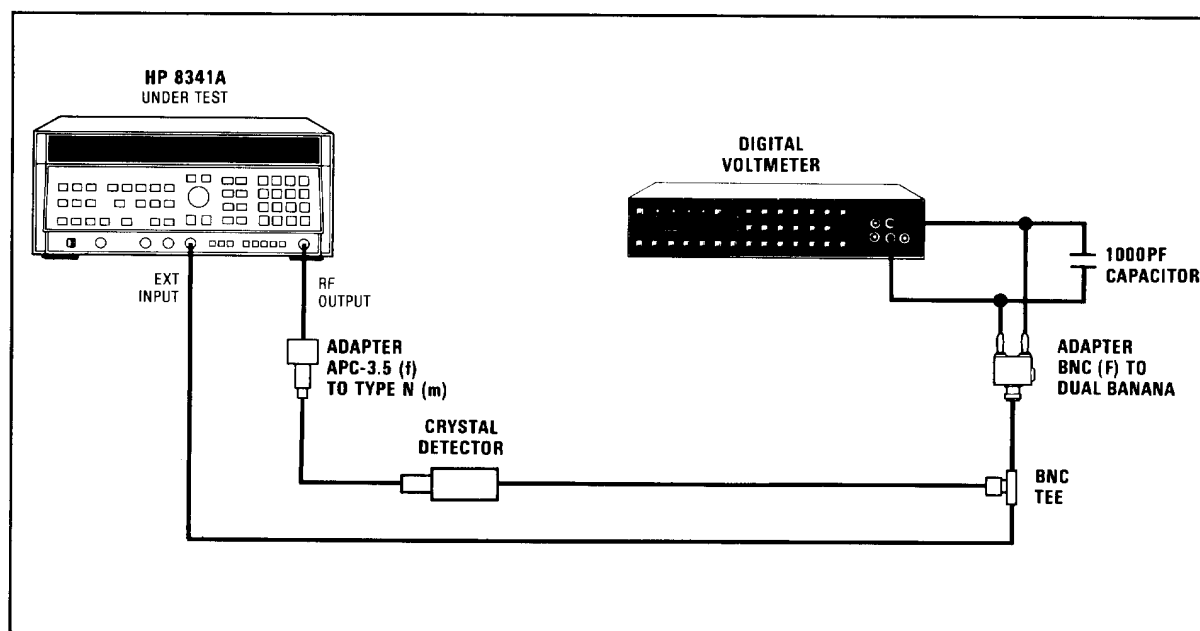 HP 8341A
UNDER TEST
DIGITAL
VOLTMETER
EXT
INPUT
RF
OUTPUT
1000PF
CAPACITOR
ADAPTER
APC-3.5 (f)
TO TYPE N (m)
ADAPTER
BNC (F) TO
DUAL BANANA
CRYSTAL
DETECTOR
BNC
TEE